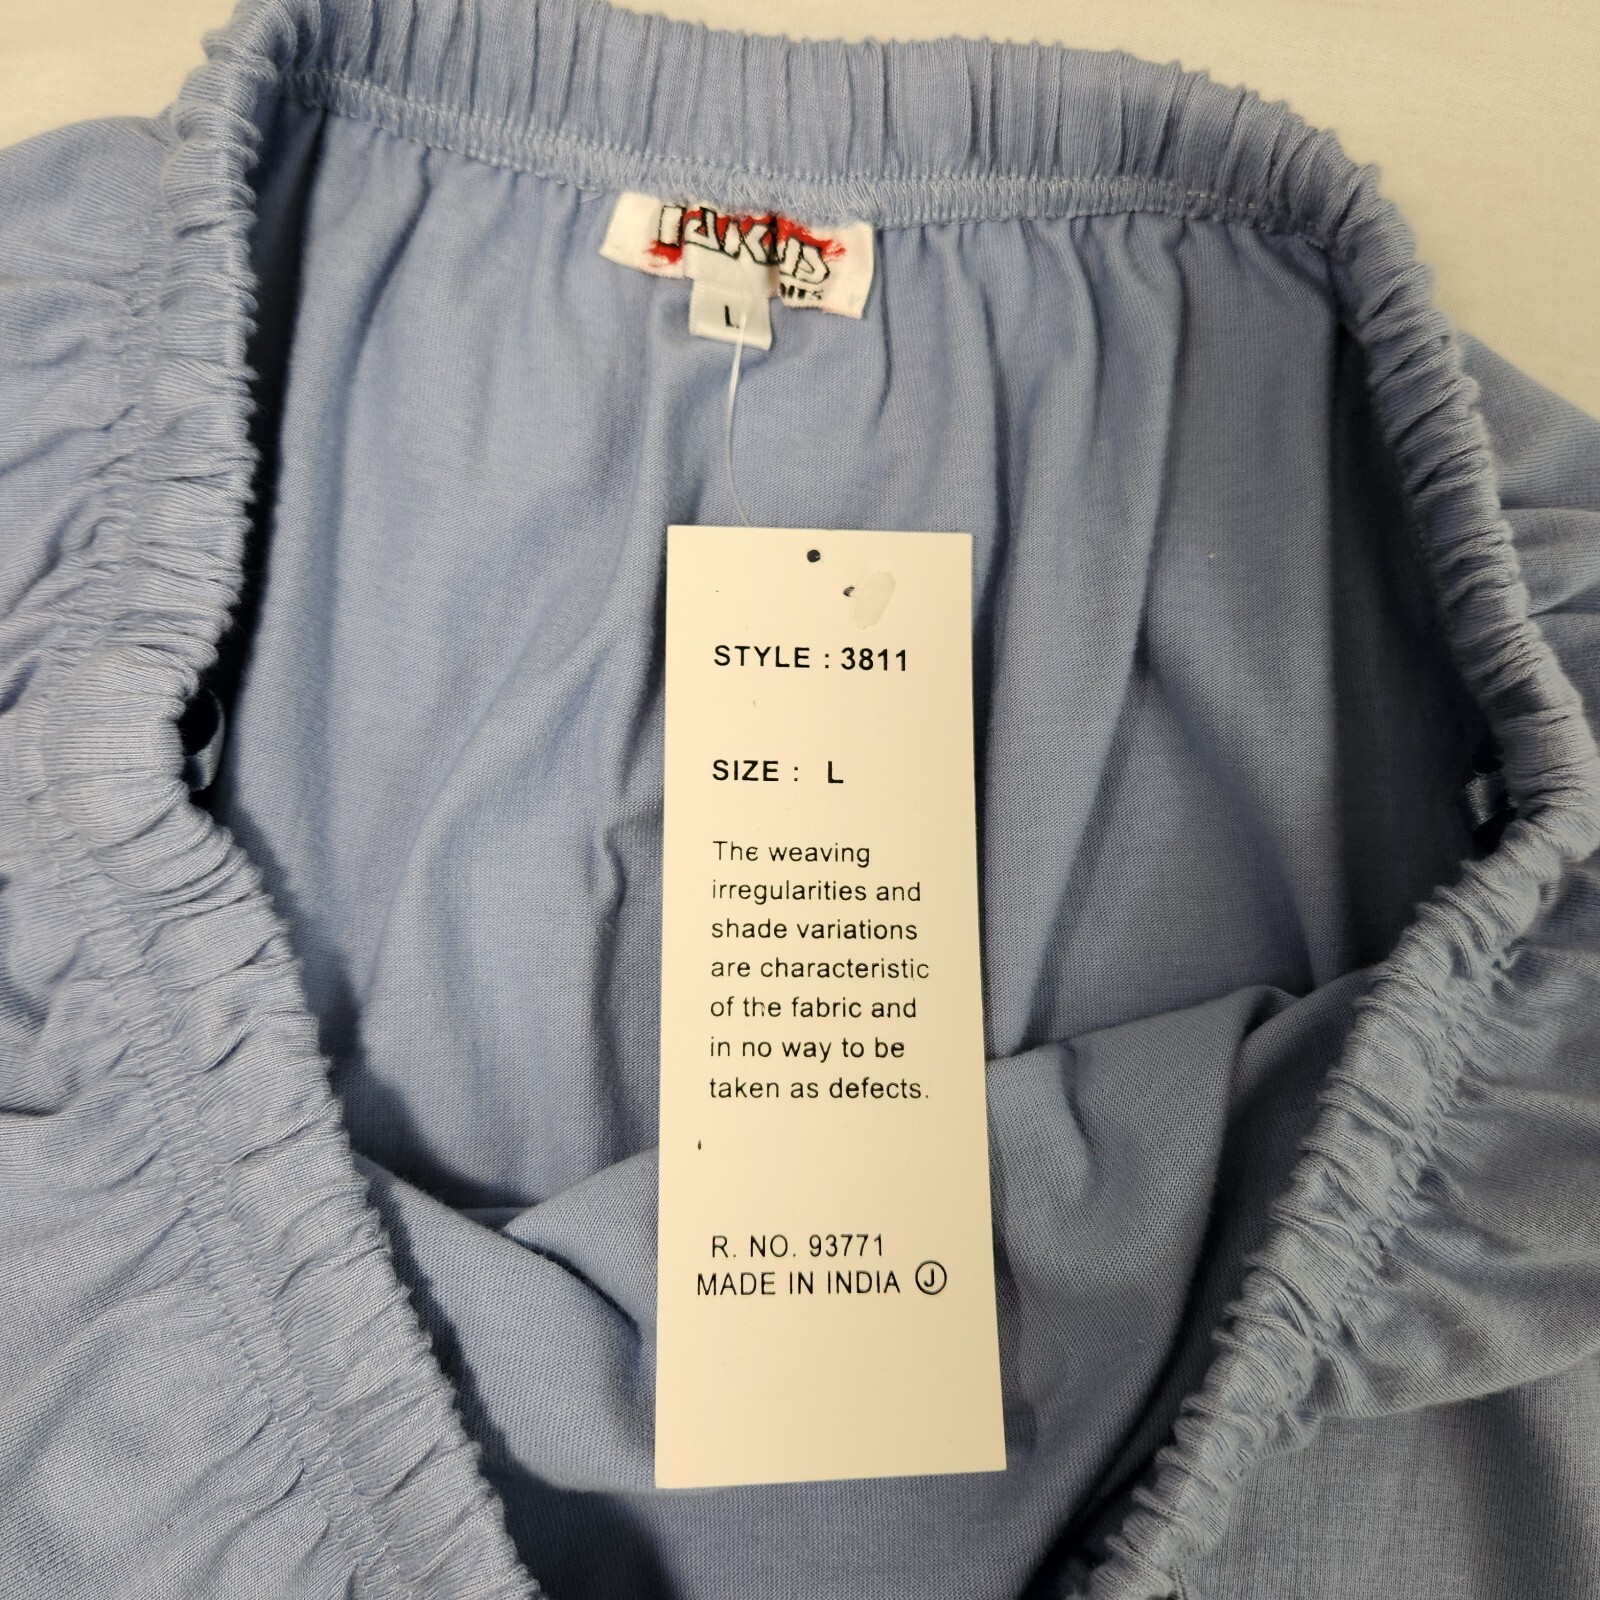 L
STYLE : 3811
SIZE : L
The weaving
irregularities and
shade variations
are characteristic
of the fabric and
in no way to be
taken as defects.
R. NO. 93771
MADE IN INDIA J